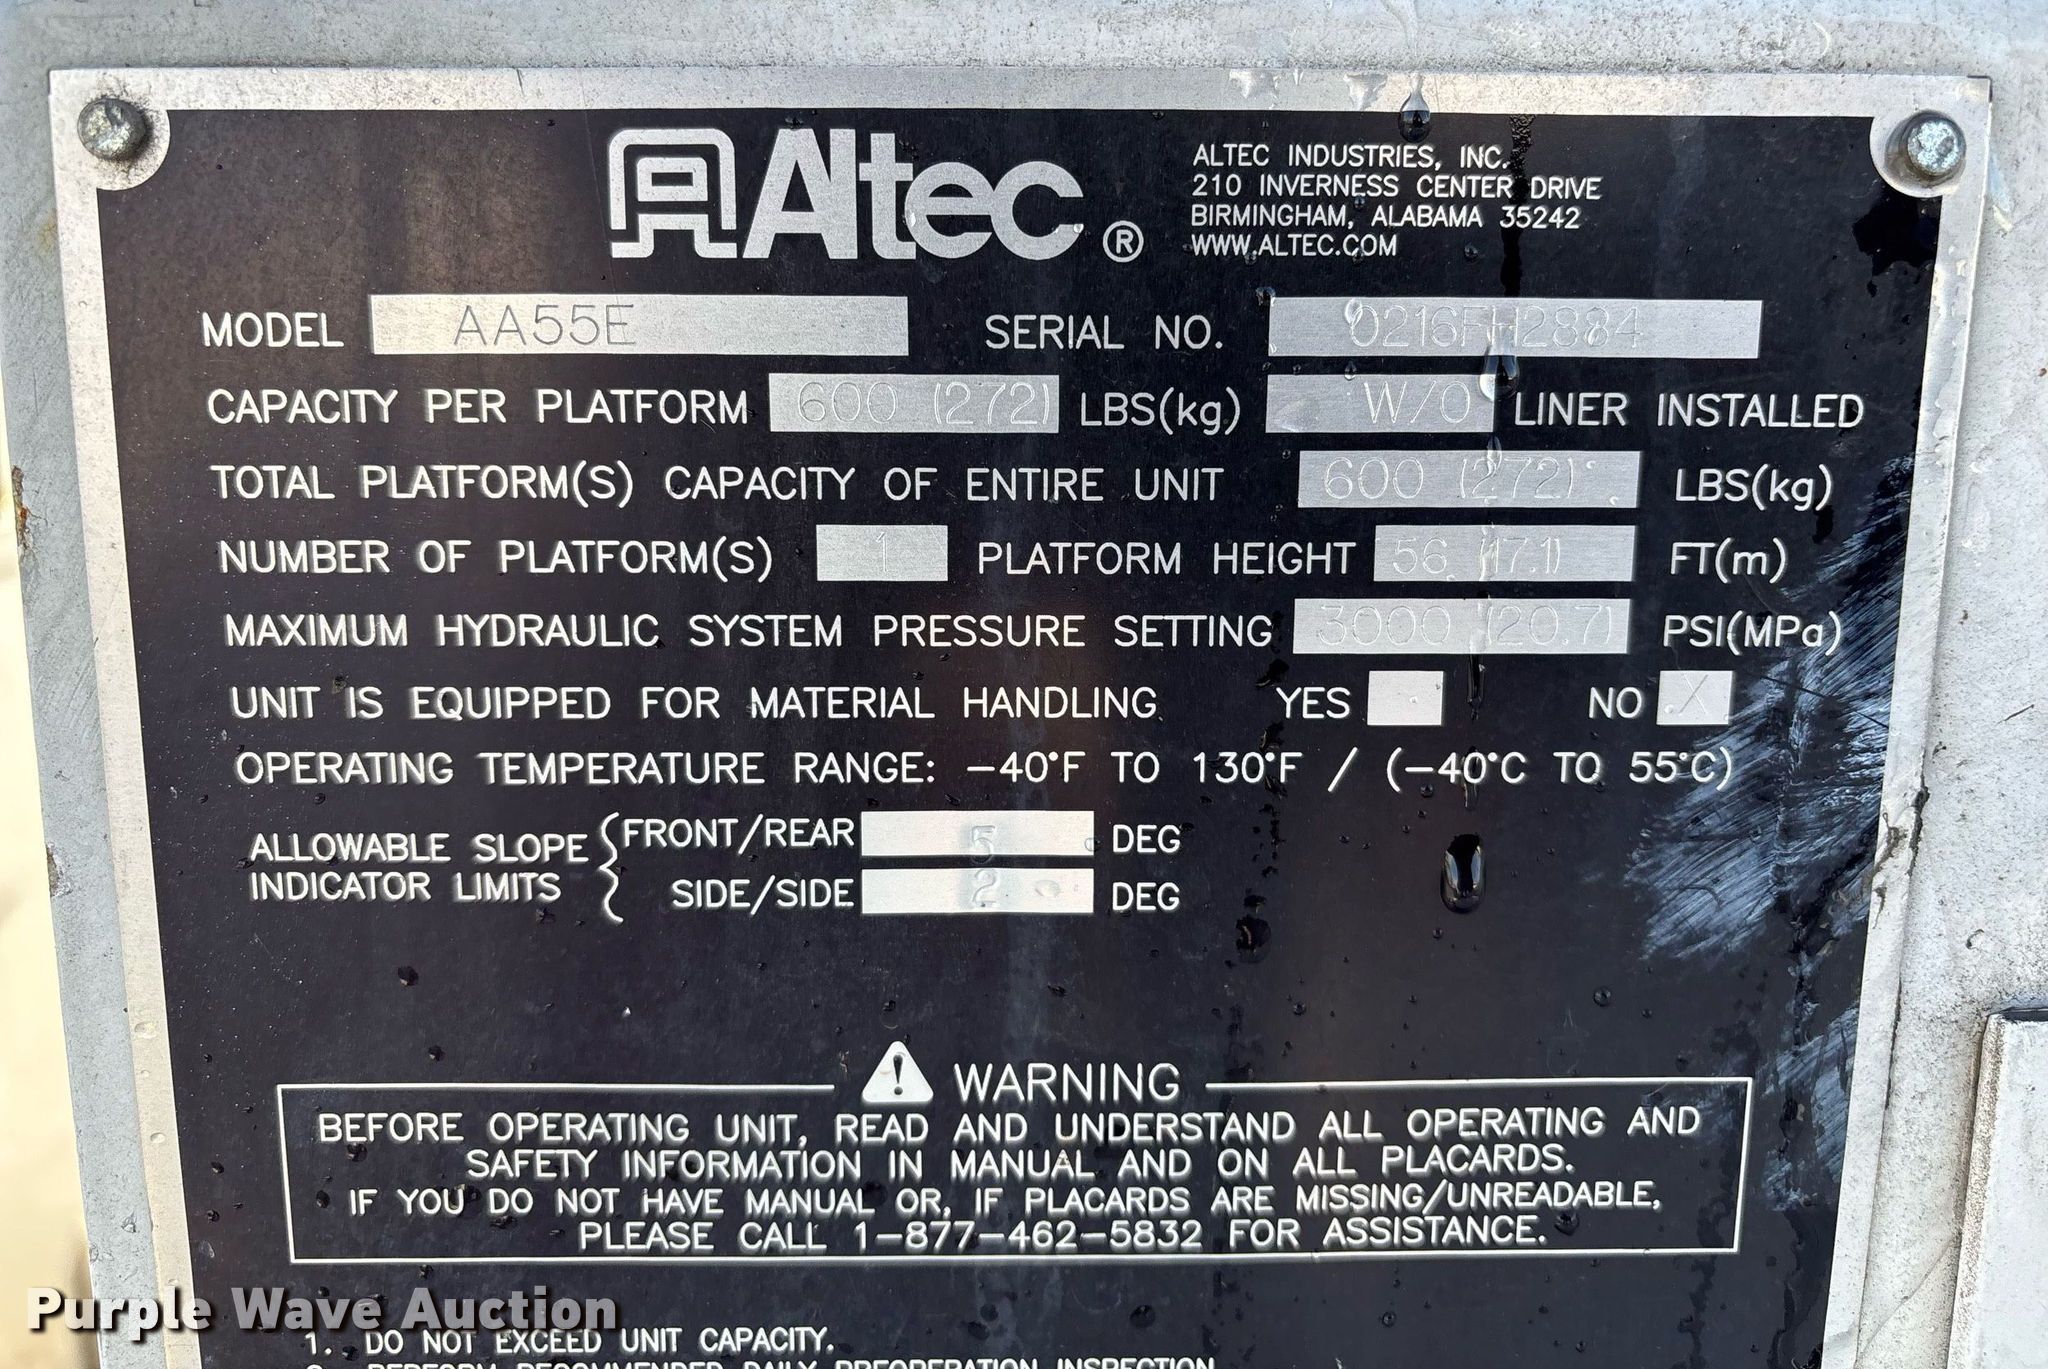 Altec®
ALTEC INDUSTRIES, INC.
210 INVERNESS CENTER DRIVE
BIRMINGHAM, ALABAMA 35242
WWW.ALTEC.COM
MODEL AA55E SERIAL NO. 0216FH2884
CAPACITY PER PLATFORM 600 (272) LBS(kg) W/O LINER INSTALLED
TOTAL PLATFORM(S) CAPACITY OF ENTIRE UNIT 600 (272) LBS(kg)
NUMBER OF PLATFORM(S) 1 PLATFORM HEIGHT 56 (17.1) FT(m)
MAXIMUM HYDRAULIC SYSTEM PRESSURE SETTING 3000 (20.7) PSI(MPa)
UNIT IS EQUIPPED FOR MATERIAL HANDLING YES NO X
OPERATING TEMPERATURE RANGE: -40°F TO 130°F / (-40°C TO 55°C)
ALLOWABLE SLOPE INDICATOR LIMITS
FRONT/REAR 5 DEG
SIDE/SIDE 2 DEG
WARNING
BEFORE OPERATING UNIT, READ AND UNDERSTAND ALL OPERATING AND
SAFETY INFORMATION IN MANUAL AND ON ALL PLACARDS.
IF YOU DO NOT HAVE MANUAL OR, IF PLACARDS ARE MISSING/UNREADABLE,
PLEASE CALL 1-877-462-5832 FOR ASSISTANCE.
Purple Wave Auction
1. DO NOT EXCEED UNIT CAPACITY.
PERFORM RECOMMENDED DAILY PREOPERATION INSPECTION